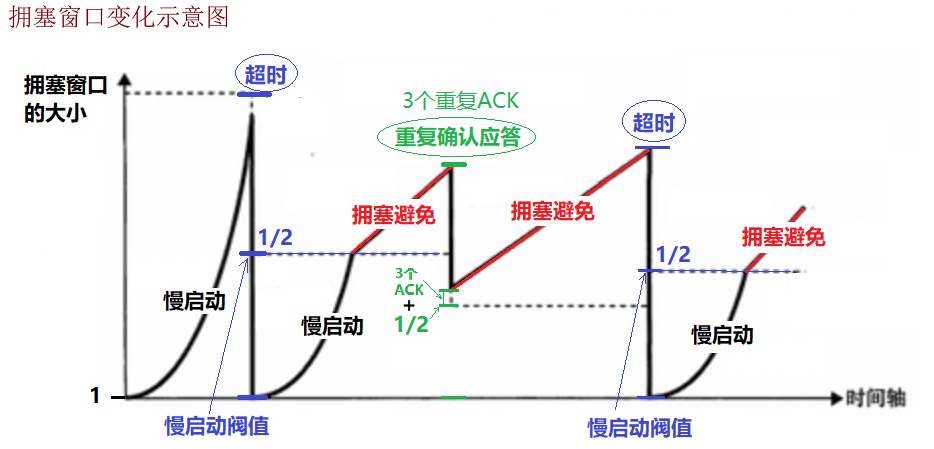 拥塞窗口变化示意图
拥塞窗口
的大小
超时
3个重复ACK
重复确认应答
超时
拥塞避免
拥塞避免
拥塞避免
1/2
1/2
3个
ACK
+
1/2
慢启动
慢启动
慢启动
1
时间轴
慢启动阀值
慢启动阀值